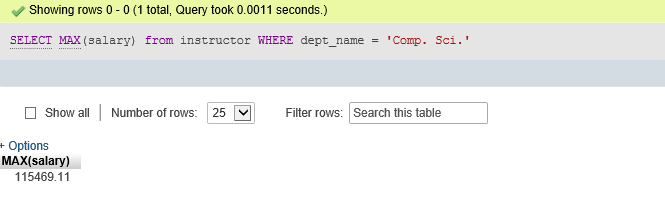 Showing rows 0 - 0 (1 total, Query took 0.0011 seconds.)
SELECT MAX(salary) from instructor WHERE dept_name = 'Comp. Sci.'
Show all Number of rows: 25 Filter rows: Search this table
+ Options
MAX(salary)
115469.11